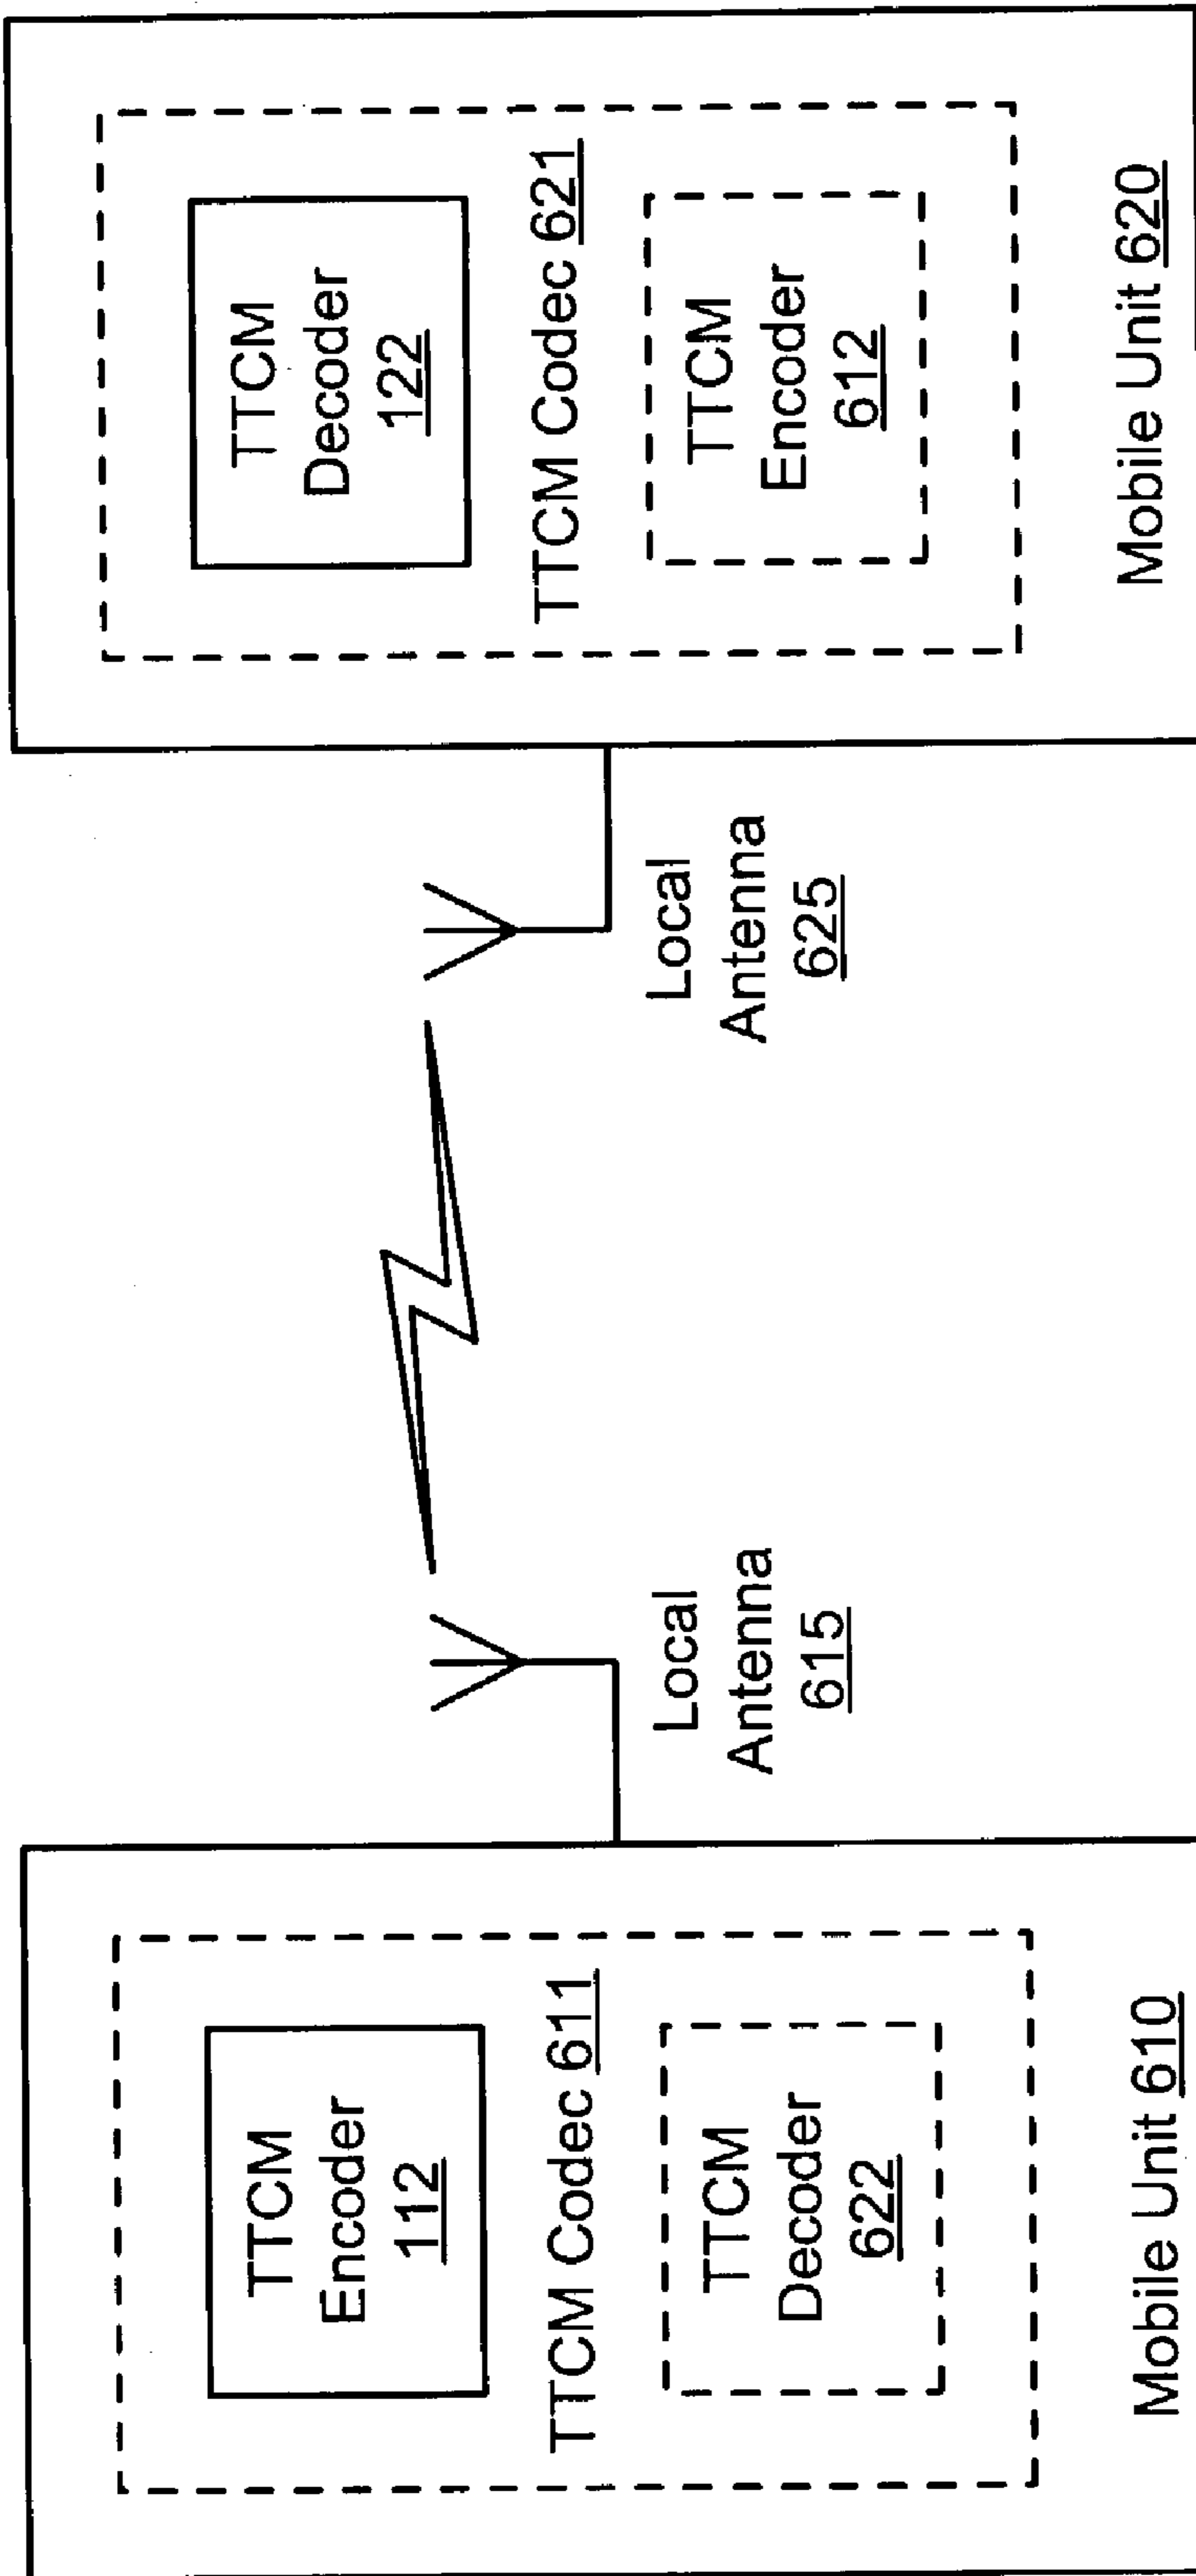 TTCM
Encoder
112
TTCM Codec 611
TTCM
Decoder
622
Mobile Unit 610
Local
Antenna
615
Local
Antenna
625
TTCM
Decoder
122
TTCM Codec 621
TTCM
Encoder
612
Mobile Unit 620